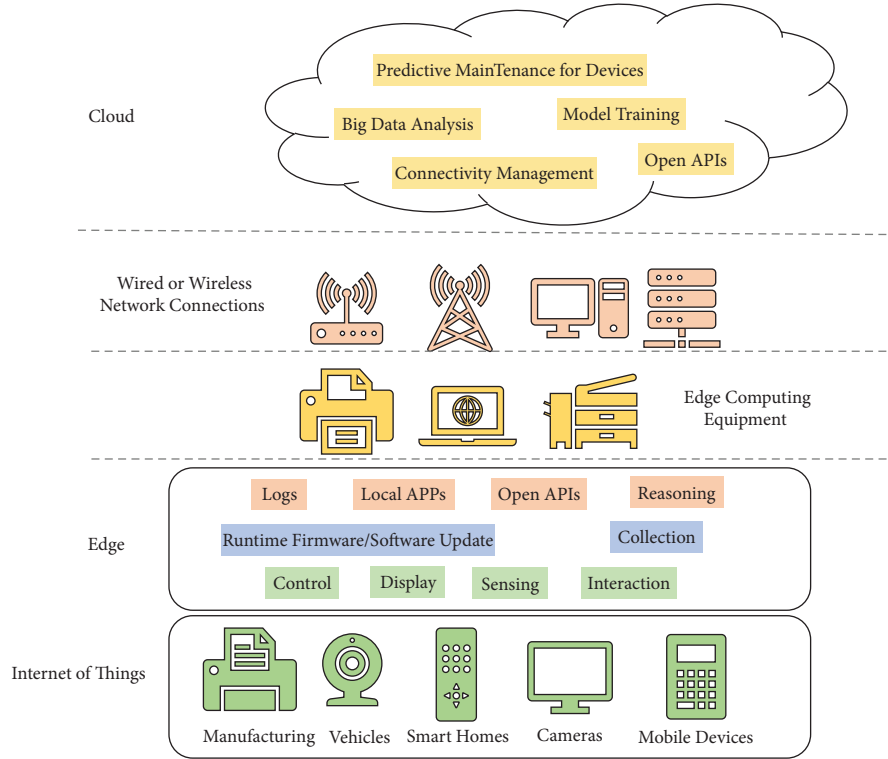 Predictive MainTenance for Devices
Cloud
Big Data Analysis
Model Training
Connectivity Management
Open APIs
Wired or Wireless
Network Connections
Edge Computing
Equipment
Logs
Local APPs
Open APIs
Reasoning
Edge
Runtime Firmware/Software Update
Collection
Control
Display
Sensing
Interaction
Internet of Things
Manufacturing
Vehicles
Smart Homes
Cameras
Mobile Devices